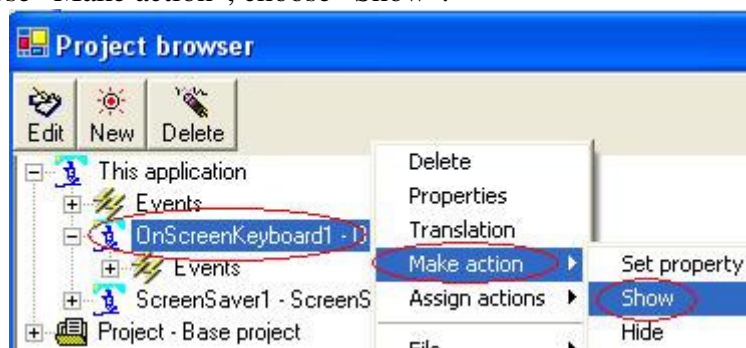 "Make action", choose "Show".
Project browser
Edit New Delete
This application
Events
OnScreenKeyboard1 -
Events
ScreenSaver1 - ScreenS
Project - Base project
Delete
Properties
Translation
Make action
Assign actions
File
Set property
Show
Hide